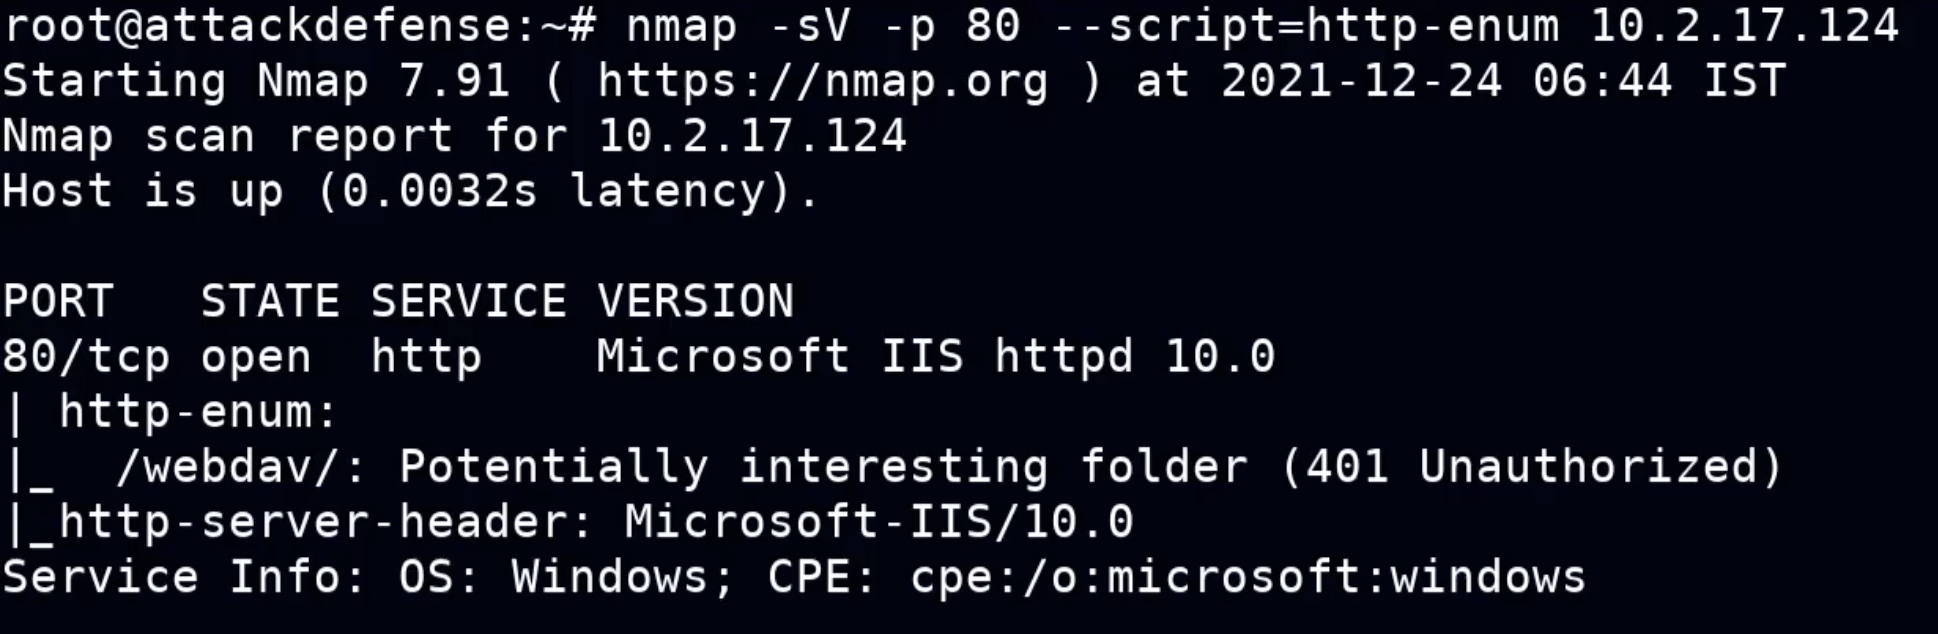 root@attackdefense:~# nmap -sV -p 80 --script=http-enum 10.2.17.124
Starting Nmap 7.91 ( https://nmap.org ) at 2021-12-24 06:44 IST
Nmap scan report for 10.2.17.124
Host is up (0.0032s latency).

PORT   STATE SERVICE VERSION
80/tcp open  http    Microsoft IIS httpd 10.0
| http-enum:
|_  /webdav/: Potentially interesting folder (401 Unauthorized)
|_http-server-header: Microsoft-IIS/10.0
Service Info: OS: Windows; CPE: cpe:/o:microsoft:windows